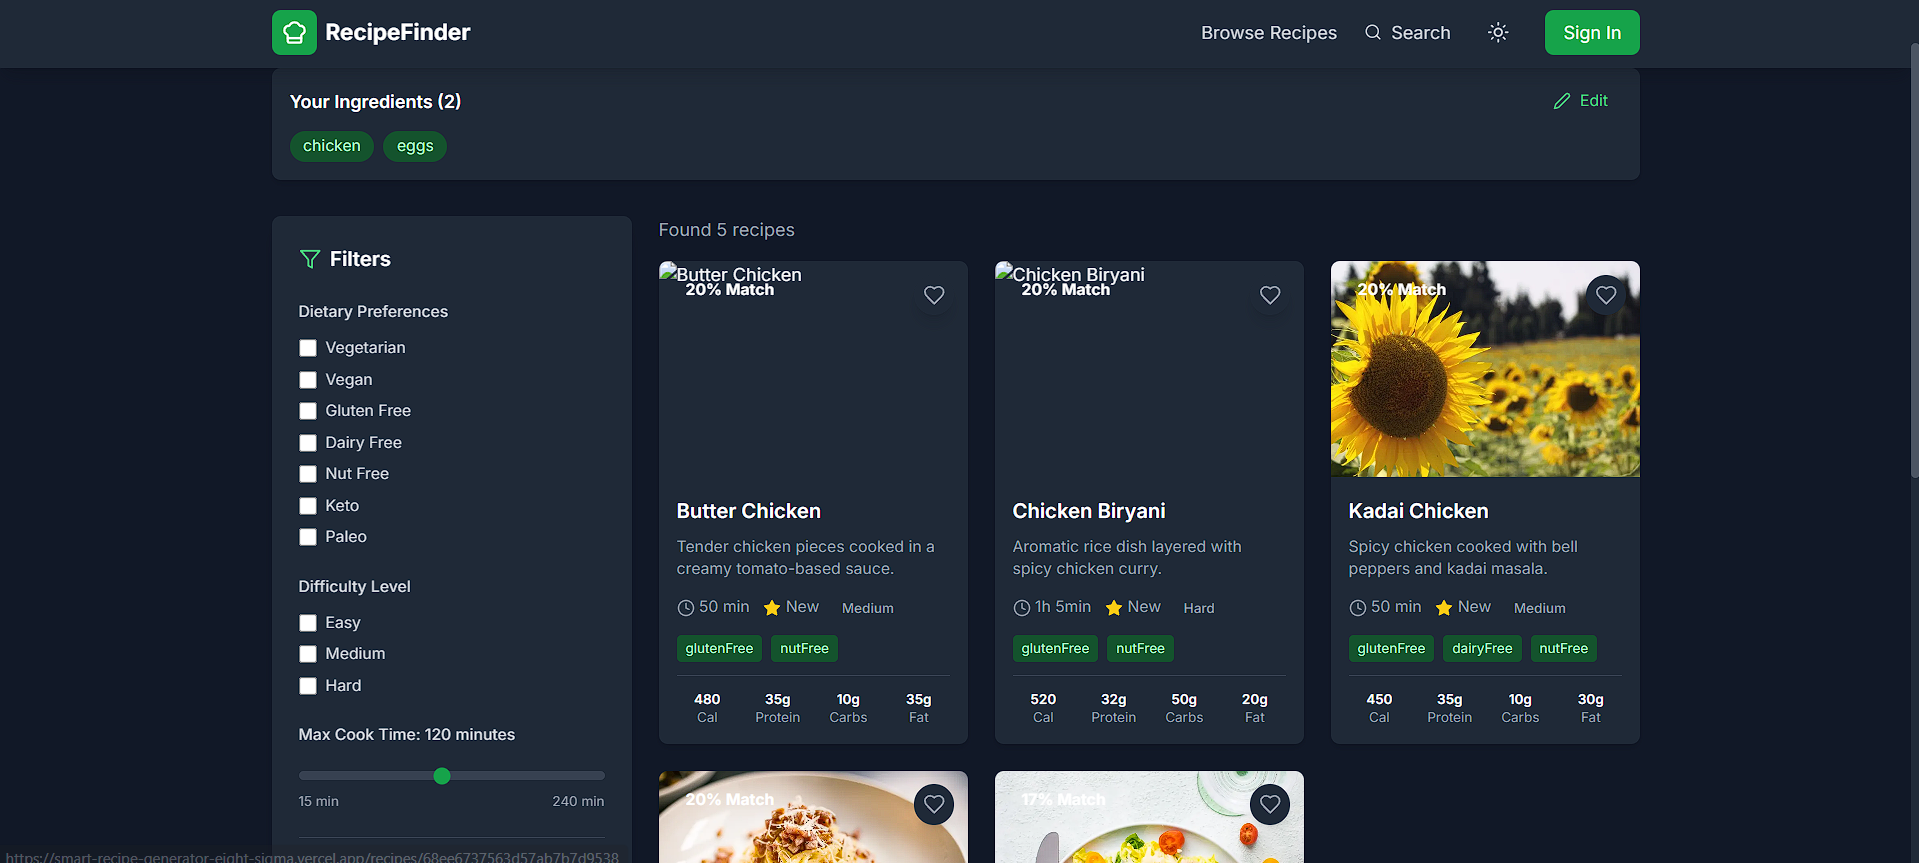 RecipeFinder
Browse Recipes
Search
Sign In
Your Ingredients (2)
Edit
chicken
eggs
Filters
Dietary Preferences
Vegetarian
Vegan
Gluten Free
Dairy Free
Nut Free
Keto
Paleo
Difficulty Level
Easy
Medium
Hard
Max Cook Time: 120 minutes
15 min
240 min
Found 5 recipes
Butter Chicken
20% Match
Butter Chicken
Tender chicken pieces cooked in a
creamy tomato-based sauce.
50 min New Medium
glutenFree nutFree
480 35g 10g 35g
Cal Protein Carbs Fat
Chicken Biryani
20% Match
Chicken Biryani
Aromatic rice dish layered with
spicy chicken curry.
1h 5min New Hard
glutenFree nutFree
520 32g 50g 20g
Cal Protein Carbs Fat
20% Match
Kadai Chicken
Spicy chicken cooked with bell
peppers and kadai masala.
50 min New Medium
glutenFree dairyFree nutFree
450 35g 10g 30g
Cal Protein Carbs Fat
20% Match
17% Match
https://smart-recipe-generator-eight-sigma.vercel.app/recipes/68ee6737563d57ab7b7d9538